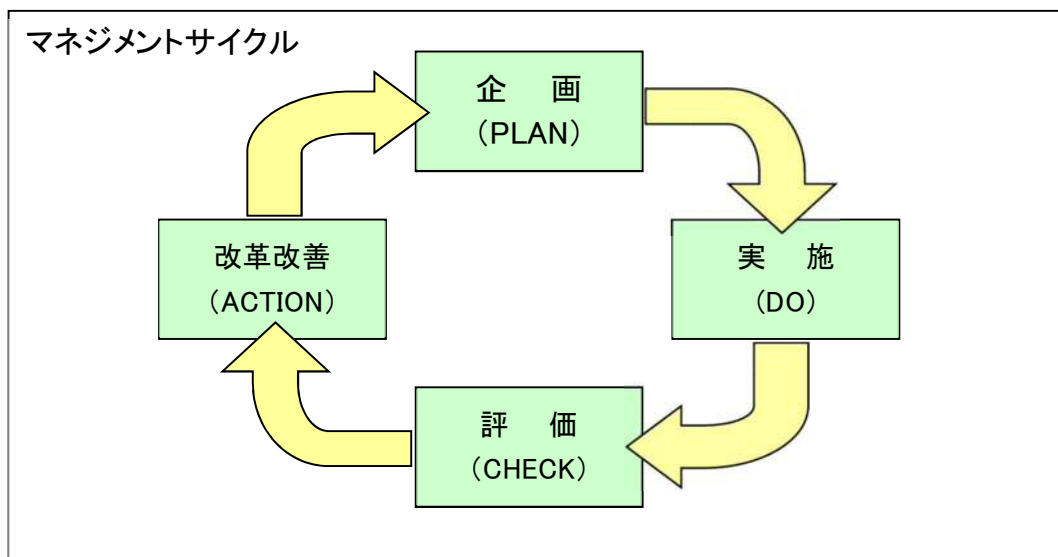 マネジメントサイクル
企　画
（PLAN）
改革改善
（ACTION）
実　施
（DO）
評　価
（CHECK）